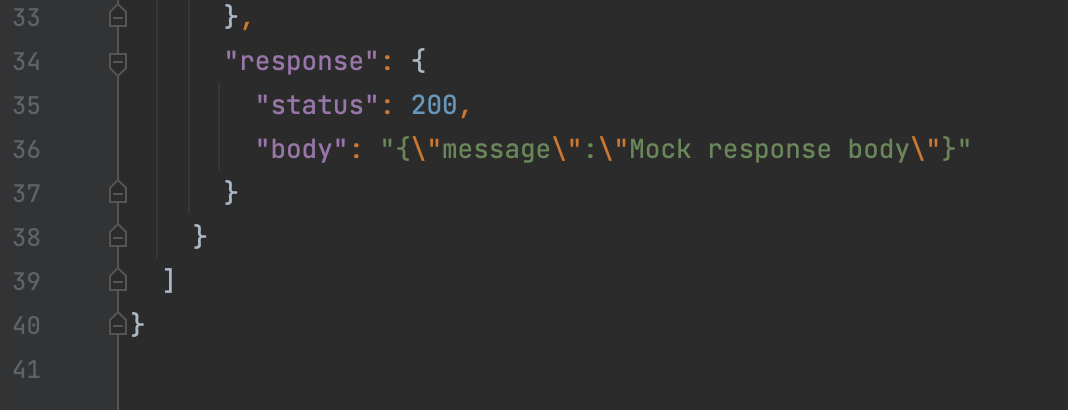 33 },
34 "response": {
35 "status": 200,
36 "body": "{\"message\":\"Mock response body\"}"
37 }
38 }
39 ]
40 }
41